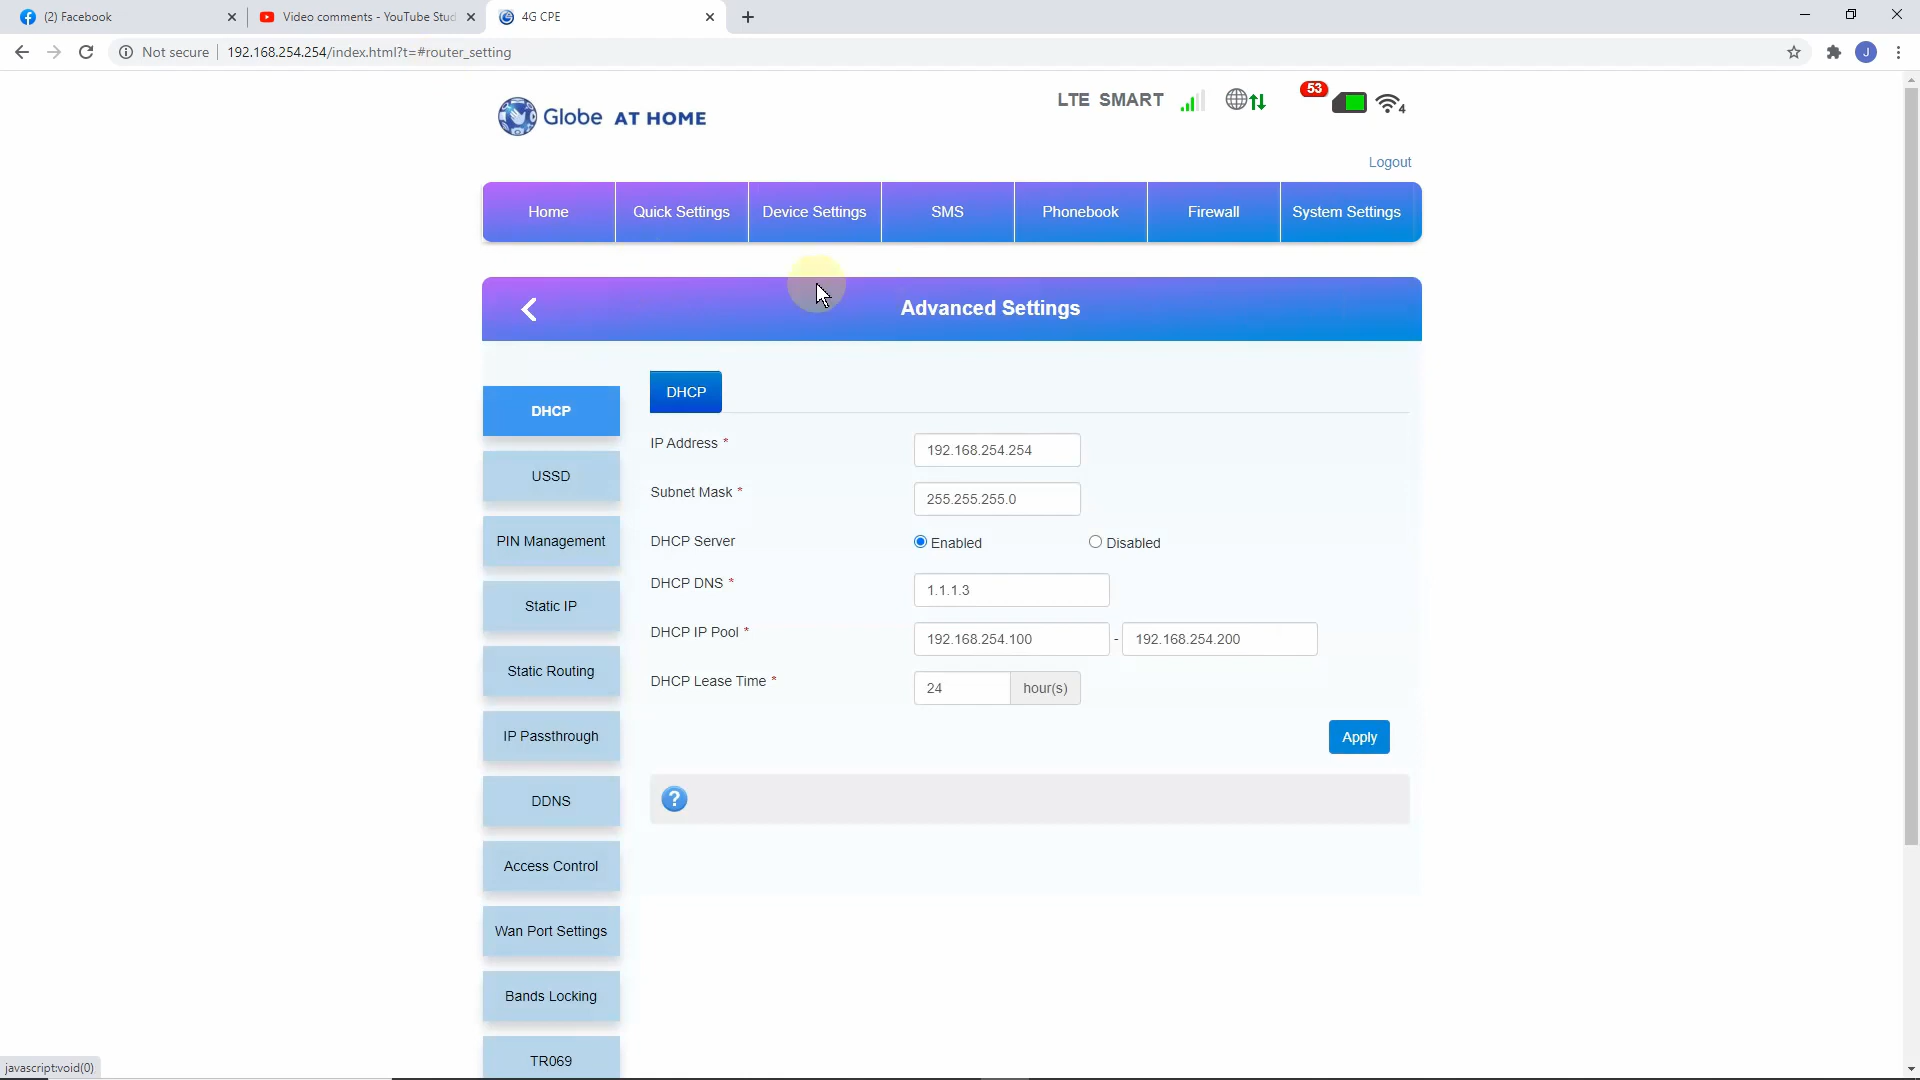 (2) Facebook
Video comments - YouTube Stud
4G CPE
Not secure
192.168.254.254/index.html?t=#router_setting
J
Globe AT HOME
LTE SMART
53
4
Logout
Home
Quick Settings
Device Settings
SMS
Phonebook
Firewall
System Settings
Advanced Settings
DHCP
USSD
PIN Management
Static IP
Static Routing
IP Passthrough
DDNS
Access Control
Wan Port Settings
Bands Locking
TR069
DHCP
IP Address * 192.168.254.254
Subnet Mask * 255.255.255.0
DHCP Server Enabled Disabled
DHCP DNS * 1.1.1.3
DHCP IP Pool * 192.168.254.100 - 192.168.254.200
DHCP Lease Time * 24 hour(s)
Apply
?
javascript:void(0)